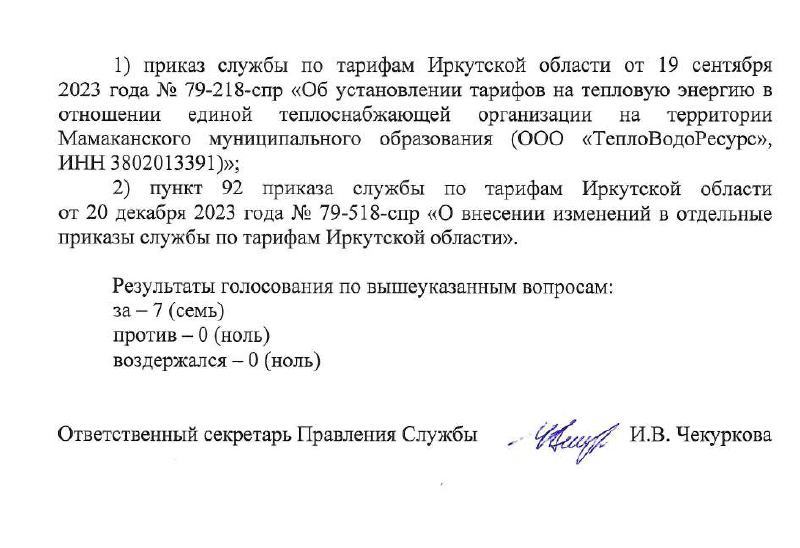 1) приказ службы по тарифам Иркутской области от 19 сентября
2023 года № 79-218-спр «Об установлении тарифов на тепловую энергию в
отношении единой теплоснабжающей организации на территории
Мамаканского муниципального образования (ООО «ТеплоВодоРесурс»,
ИНН 3802013391)»;
2) пункт 92 приказа службы по тарифам Иркутской области
от 20 декабря 2023 года № 79-518-спр «О внесении изменений в отдельные
приказы службы по тарифам Иркутской области».
Результаты голосования по вышеуказанным вопросам:
за – 7 (семь)
против – 0 (ноль)
воздержался – 0 (ноль)
Ответственный секретарь Правления Службы И.В. Чекуркова